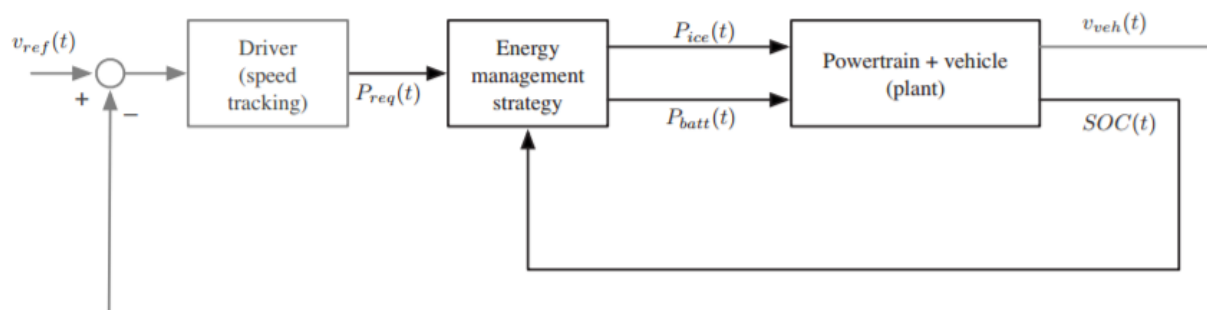 v_ref(t)
+
−
Driver
(speed
tracking)
P_req(t)
Energy
management
strategy
P_ice(t)
P_batt(t)
Powertrain + vehicle
(plant)
v_veh(t)
SOC(t)